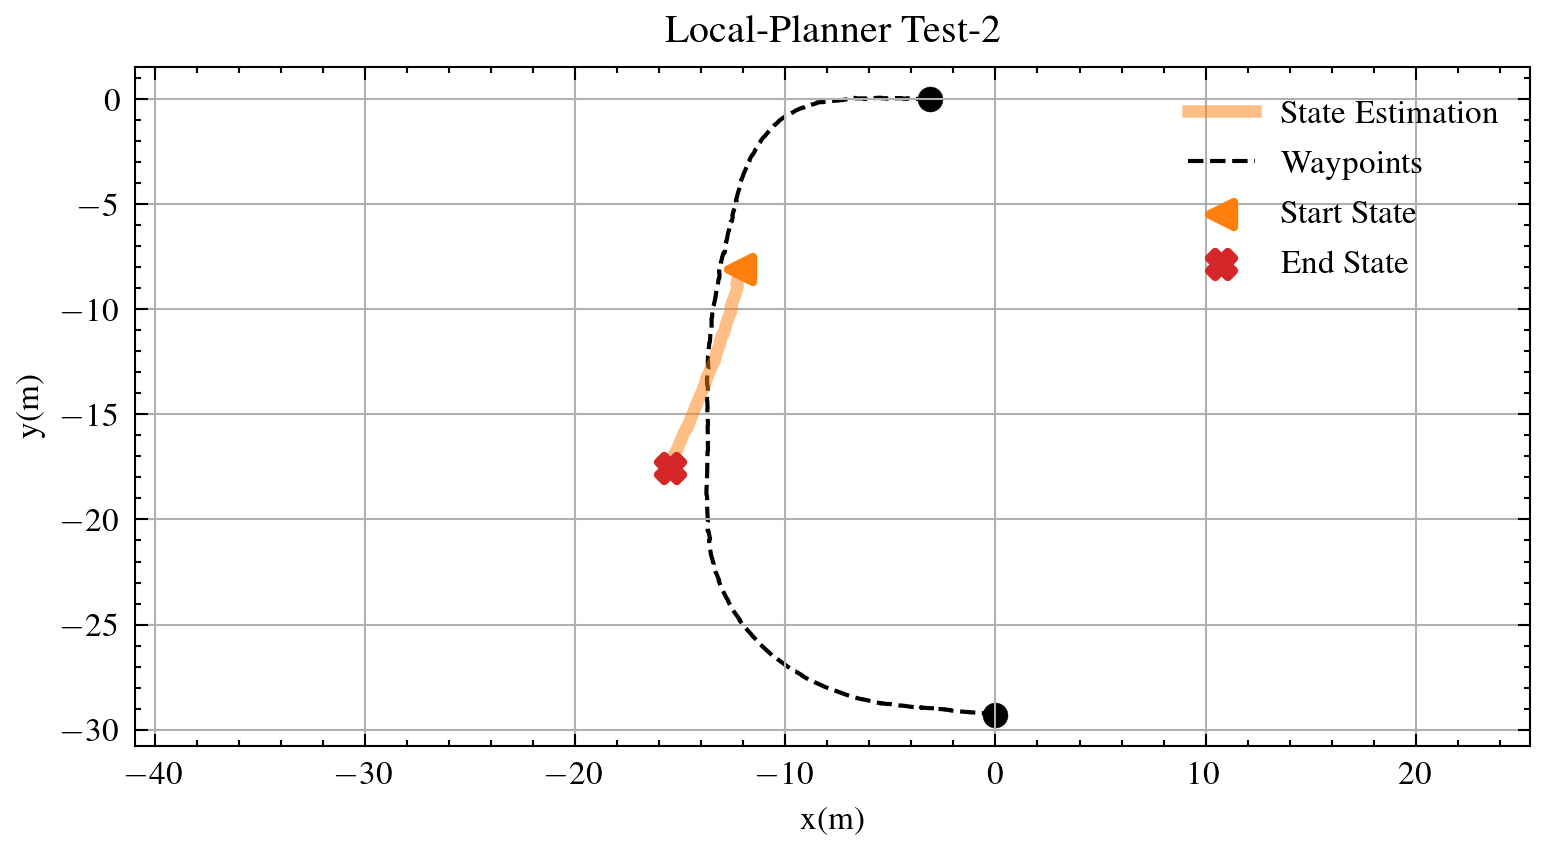 Local-Planner Test-2
0
−5
−10
−15
−20
−25
−30
y(m)
State Estimation
Waypoints
Start State
End State
−40
−30
−20
−10
0
10
20
x(m)